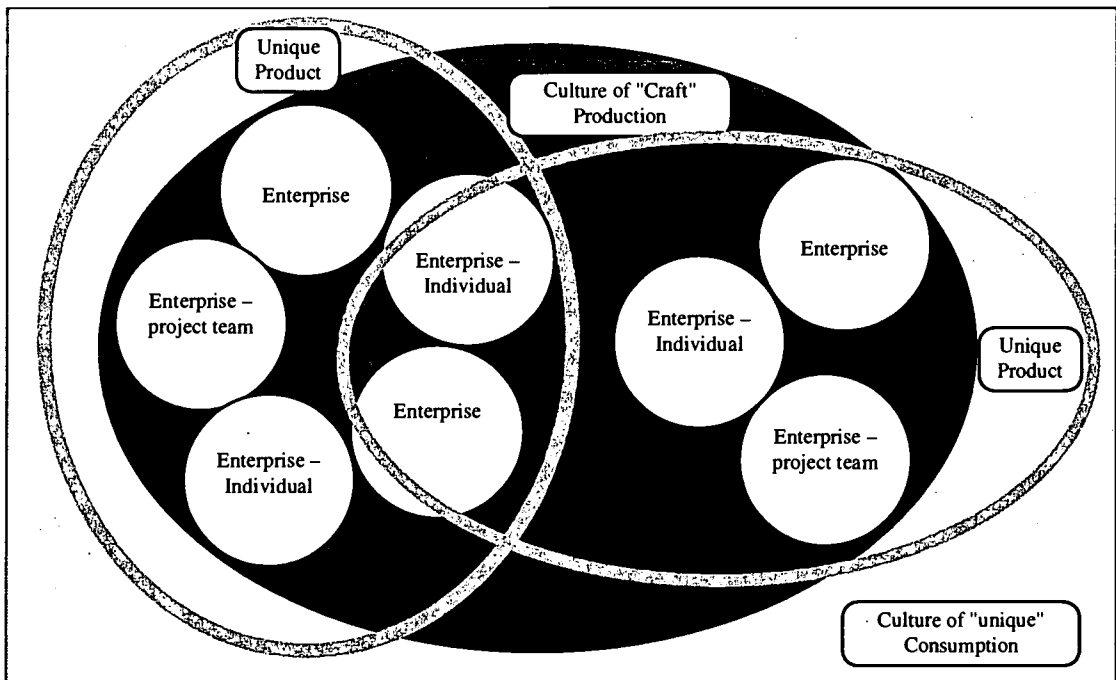 Unique
Product
Culture of "Craft"
Production
Enterprise
Enterprise –
Individual
Enterprise
Enterprise –
project team
Enterprise –
Individual
Unique
Product
Enterprise
Enterprise –
Individual
Enterprise –
project team
Culture of "unique"
Consumption